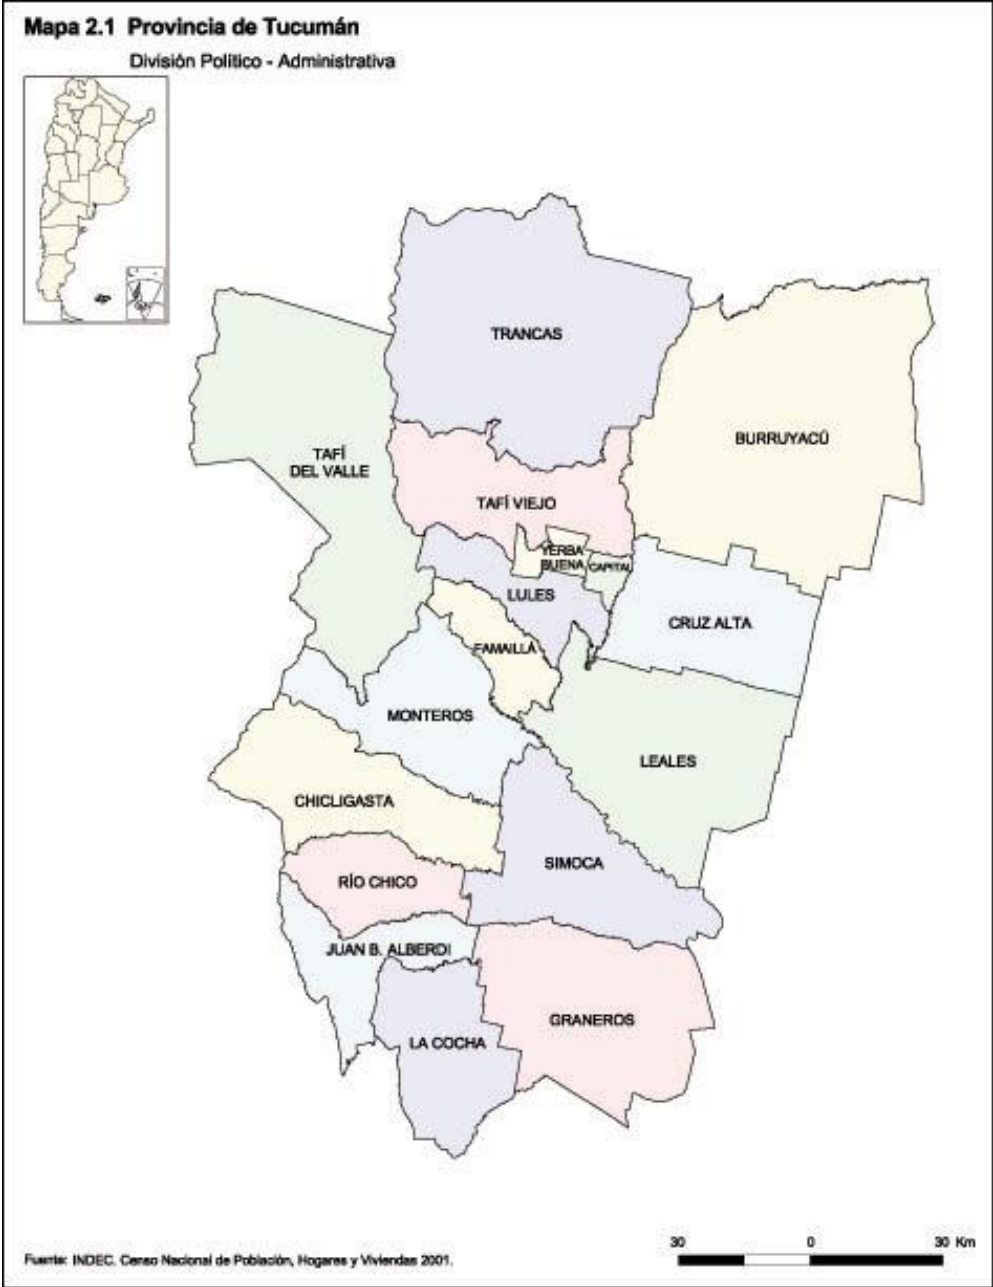 Mapa 2.1 Provincia de Tucumán
División Político - Administrativa
TRANCAS
BURRUYACÚ
TAFÍ
DEL VALLE
TAFÍ VIEJO
YERBA
BUENA
CAPITAL
LULES
CRUZ ALTA
FAMAILLÁ
MONTEROS
LEALES
CHICLIGASTA
SIMOCA
RÍO CHICO
JUAN B. ALBERDI
GRANEROS
LA COCHA
30 0 30 Km
Fuente: INDEC. Censo Nacional de Población, Hogares y Viviendas 2001.